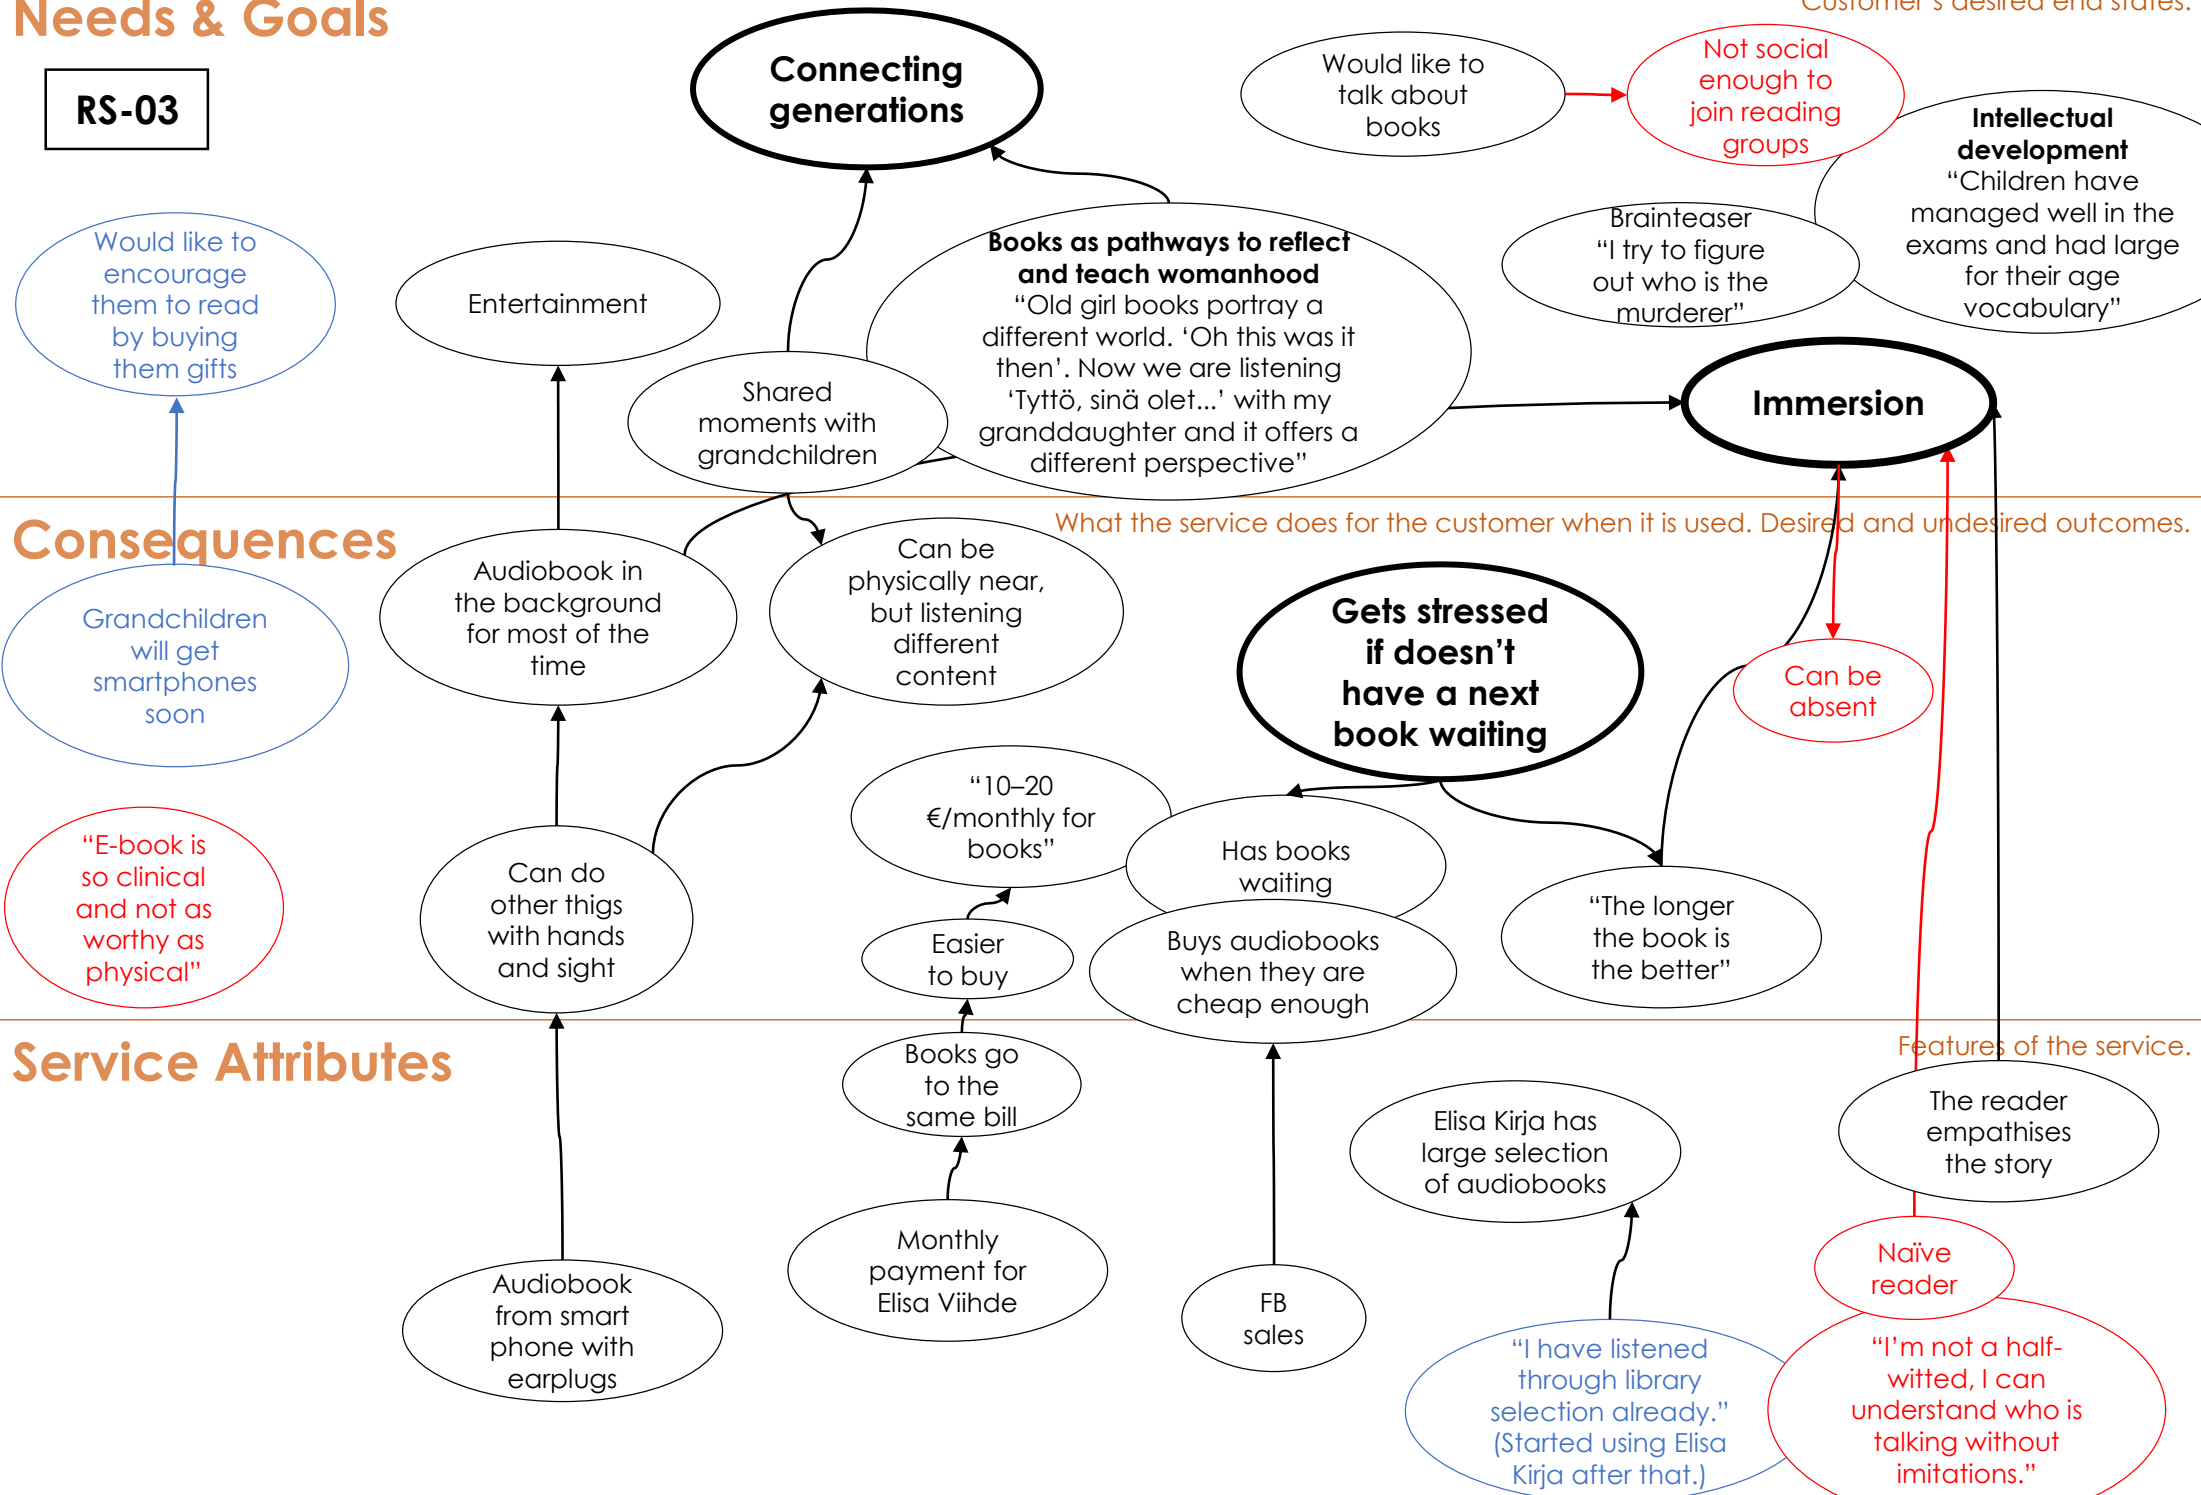 Needs & Goals
Customer's desired end states.
RS-03
Connecting
generations
Would like to
talk about
books
Not social
enough to
join reading
groups
Intellectual
development
“Children have
managed well in the
exams and had large
for their age
vocabulary”
Brainteaser
“I try to figure
out who is the
murderer”
Would like to
encourage
them to read
by buying
them gifts
Entertainment
Books as pathways to reflect
and teach womanhood
“Old girl books portray a
different world. ‘Oh this was it
then’. Now we are listening
‘Tyttö, sinä olet...’ with my
granddaughter and it offers a
different perspective”
Shared
moments with
grandchildren
Immersion
Consequences
What the service does for the customer when it is used. Desired and undesired outcomes.
Grandchildren
will get
smartphones
soon
Audiobook in
the background
for most of the
time
Can be
physically near,
but listening
different
content
Gets stressed
if doesn’t
have a next
book waiting
Can be
absent
“E-book is
so clinical
and not as
worthy as
physical”
Can do
other thigs
with hands
and sight
“10–20
€/monthly for
books”
Easier
to buy
Has books
waiting
Buys audiobooks
when they are
cheap enough
“The longer
the book is
the better”
Service Attributes
Features of the service.
Books go
to the
same bill
Elisa Kirja has
large selection
of audiobooks
The reader
empathises
the story
Monthly
payment for
Elisa Viihde
Audiobook
from smart
phone with
earplugs
FB
sales
Naïve
reader
“I have listened
through library
selection already.”
(Started using Elisa
Kirja after that.)
“I’m not a half-
witted, I can
understand who is
talking without
imitations.”